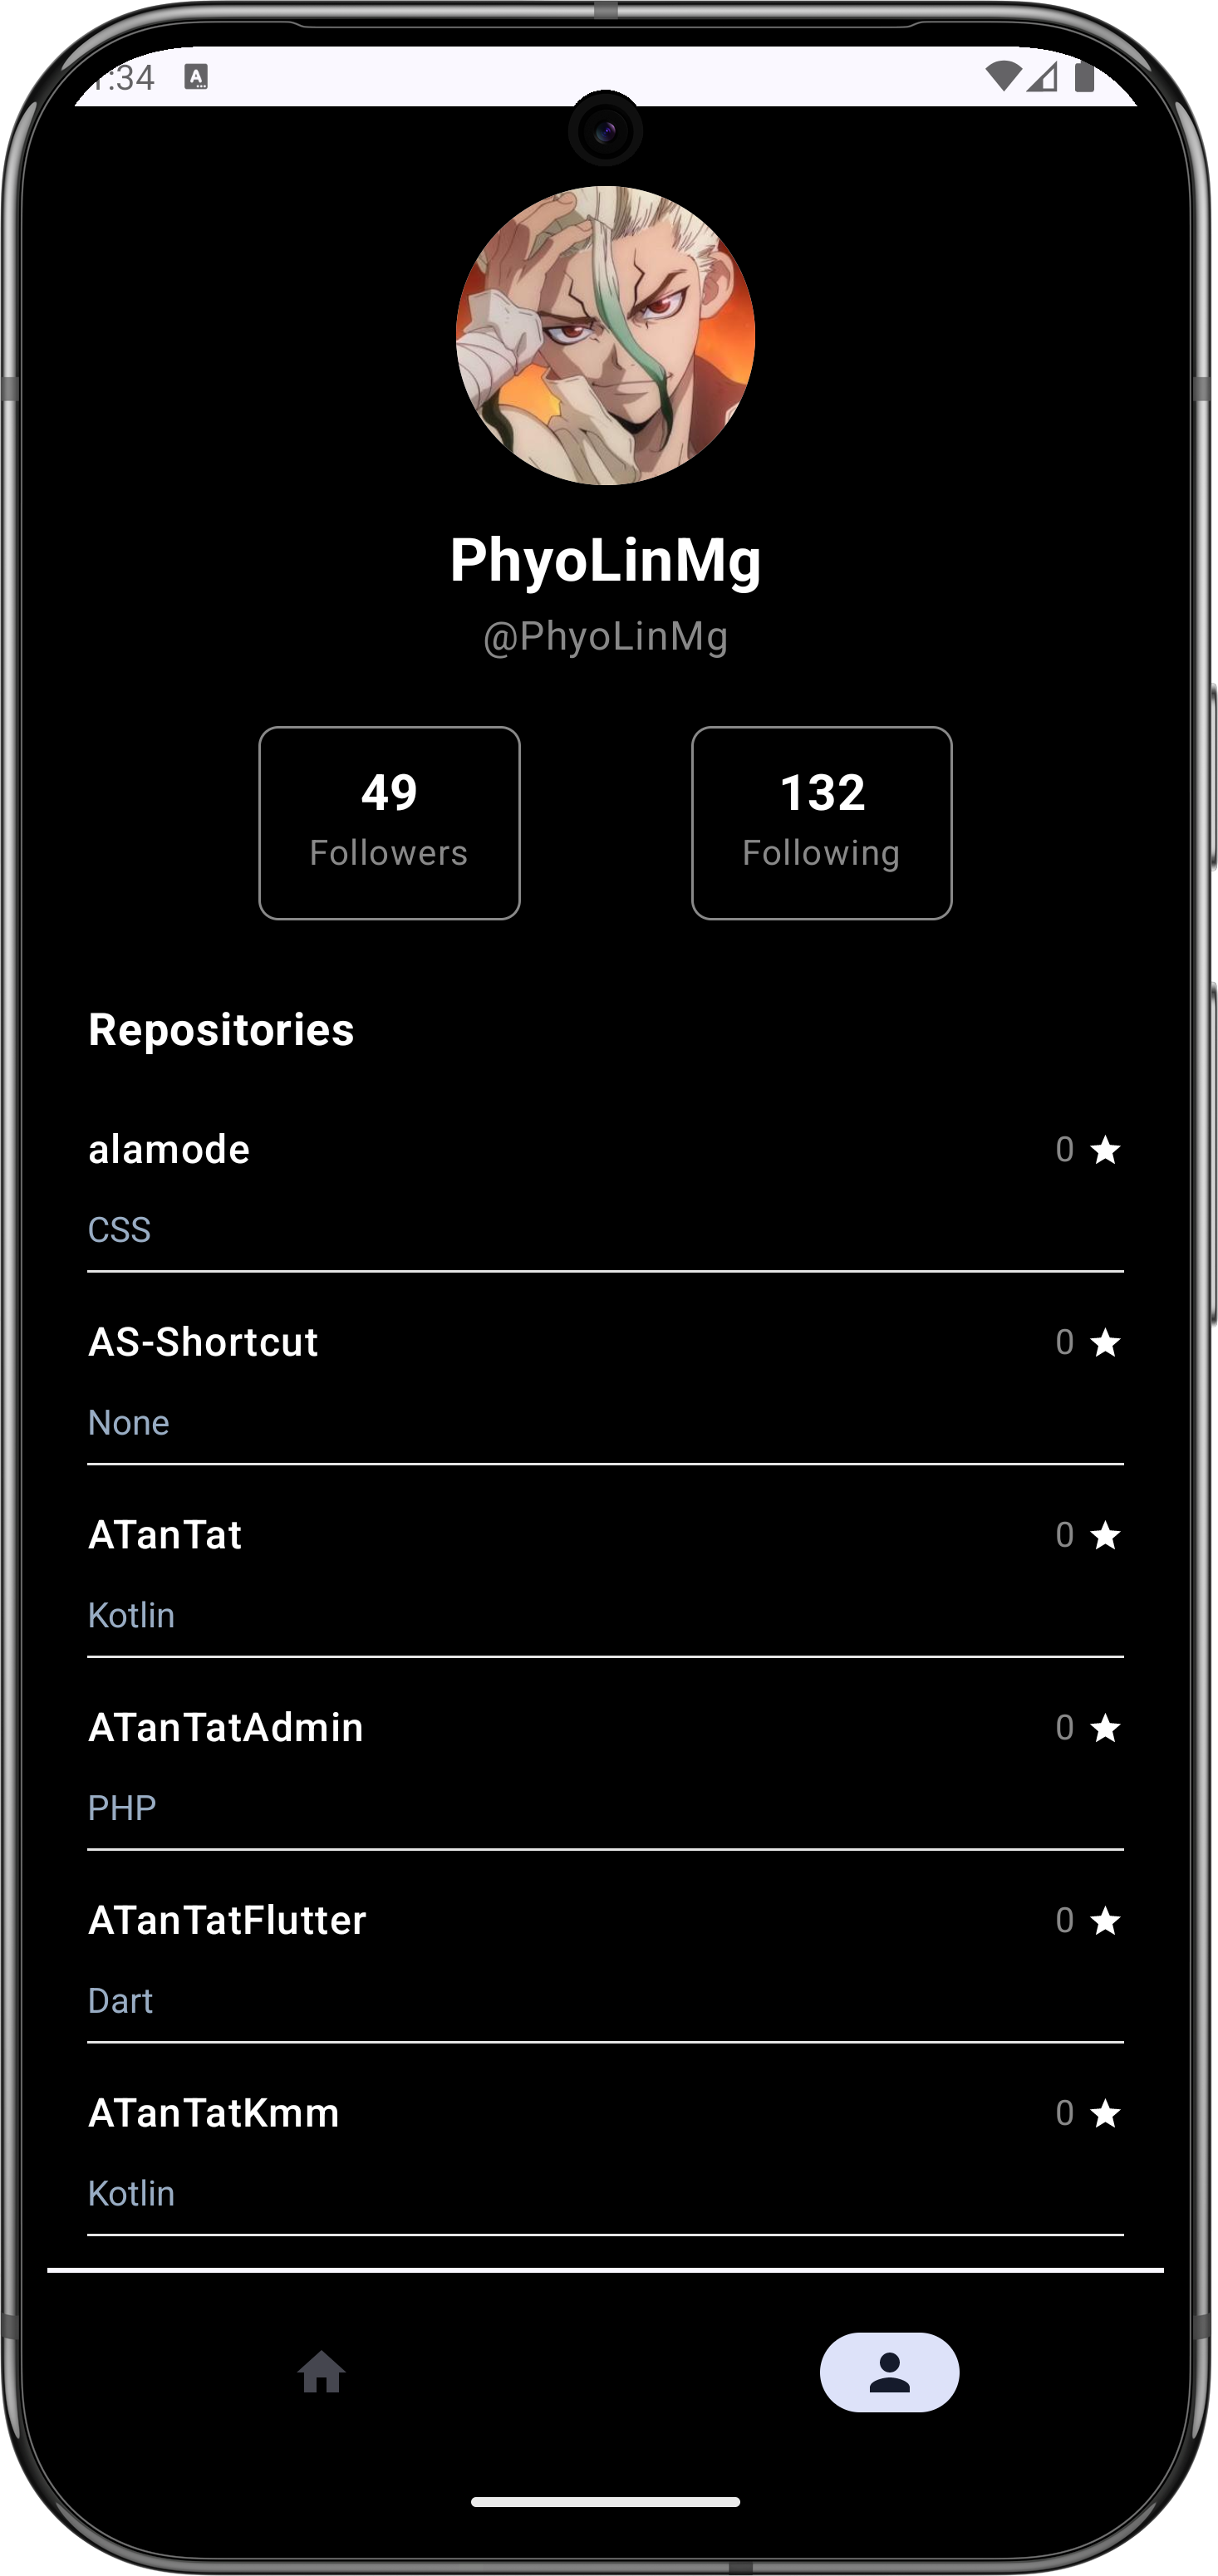 :34
A
PhyoLinMg
@PhyoLinMg
49
Followers
132
Following
Repositories
alamode 0
CSS
AS-Shortcut 0
None
ATanTat 0
Kotlin
ATanTatAdmin 0
PHP
ATanTatFlutter 0
Dart
ATanTatKmm 0
Kotlin